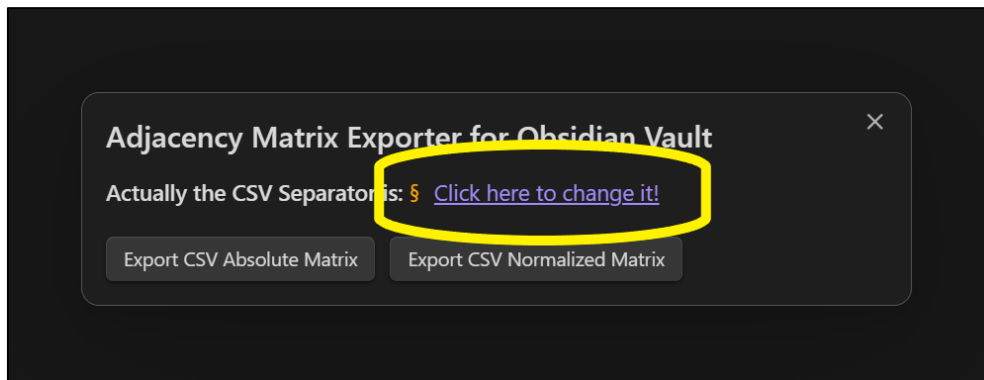 Adjacency Matrix Exporter for Obsidian Vault
Actually the CSV Separator is: § Click here to change it!
Export CSV Absolute Matrix
Export CSV Normalized Matrix